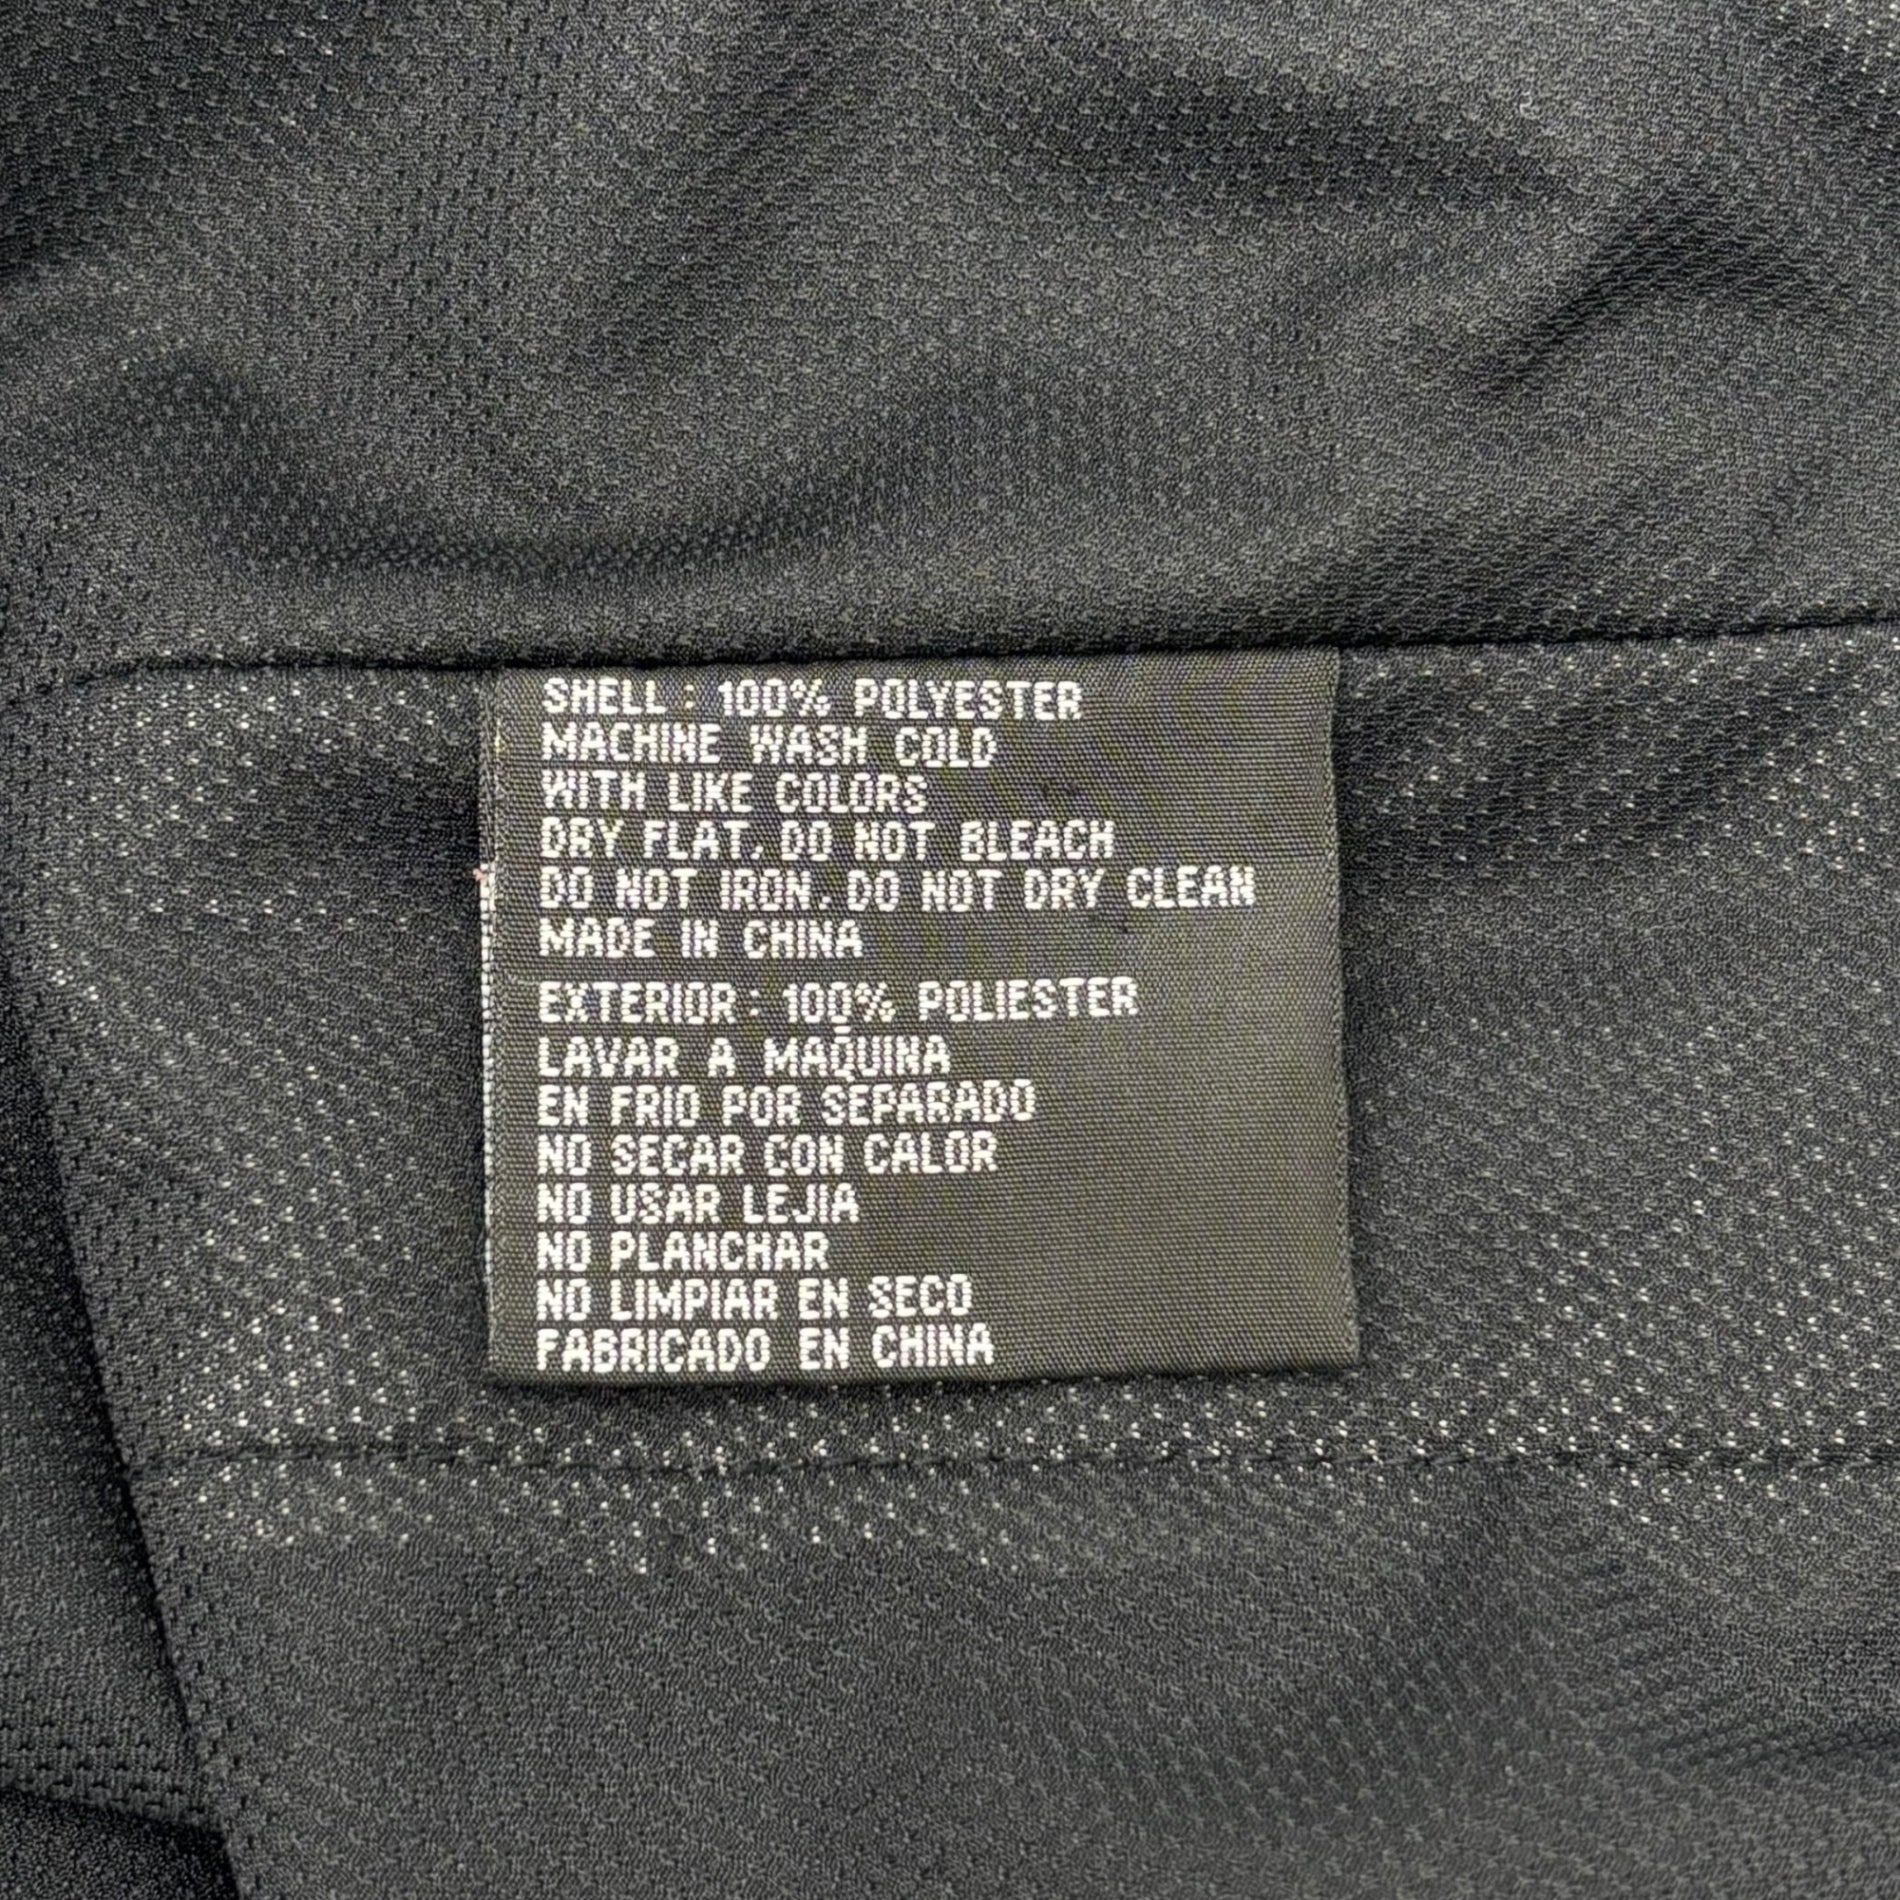 SHELL : 100% POLYESTER
MACHINE WASH COLD
WITH LIKE COLORS
DRY FLAT, DO NOT BLEACH
DO NOT IRON. DO NOT DRY CLEAN
MADE IN CHINA
EXTERIOR : 100% POLIESTER
LAVAR A MAQUINA
EN FRIO POR SEPARADO
NO SECAR CON CALOR
NO USAR LEJIA
NO PLANCHAR
NO LIMPIAR EN SECO
FABRICADO EN CHINA